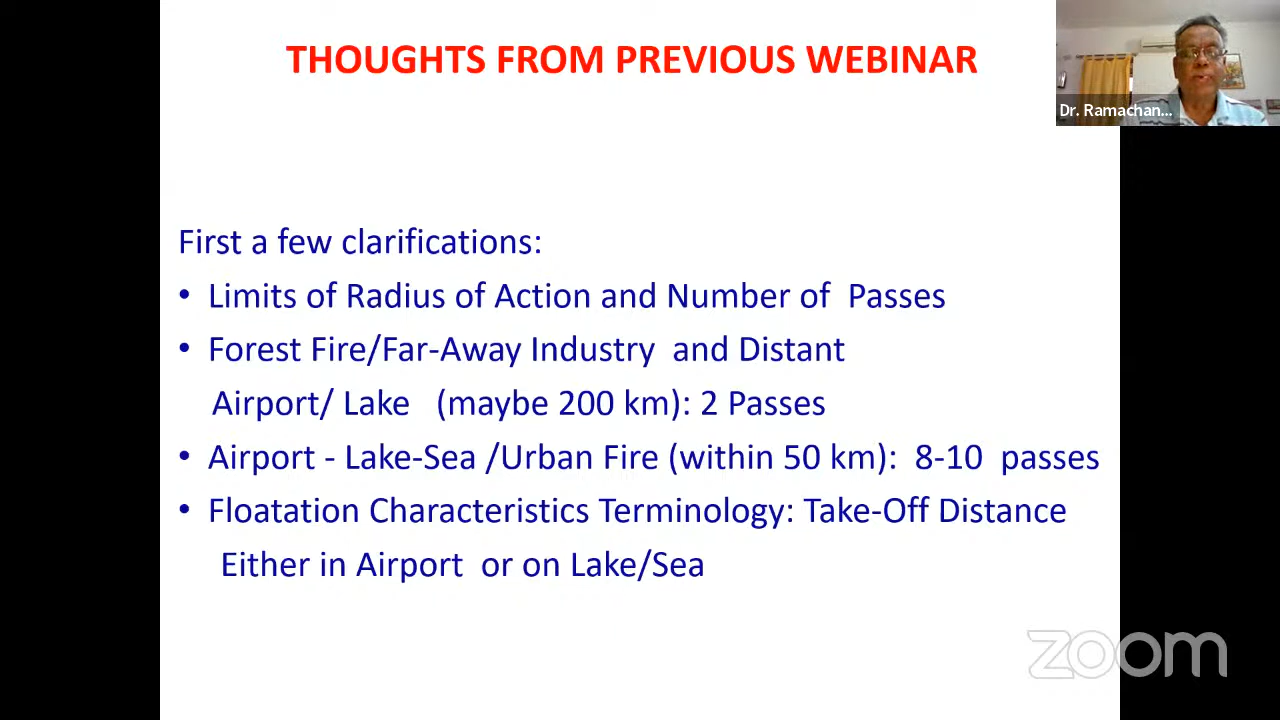 THOUGHTS FROM PREVIOUS WEBINAR
Dr. Ramachan...
First a few clarifications:
• Limits of Radius of Action and Number of Passes
• Forest Fire/Far-Away Industry and Distant
Airport/ Lake (maybe 200 km): 2 Passes
• Airport - Lake-Sea /Urban Fire (within 50 km): 8-10 passes
• Floatation Characteristics Terminology: Take-Off Distance
Either in Airport or on Lake/Sea
zoom